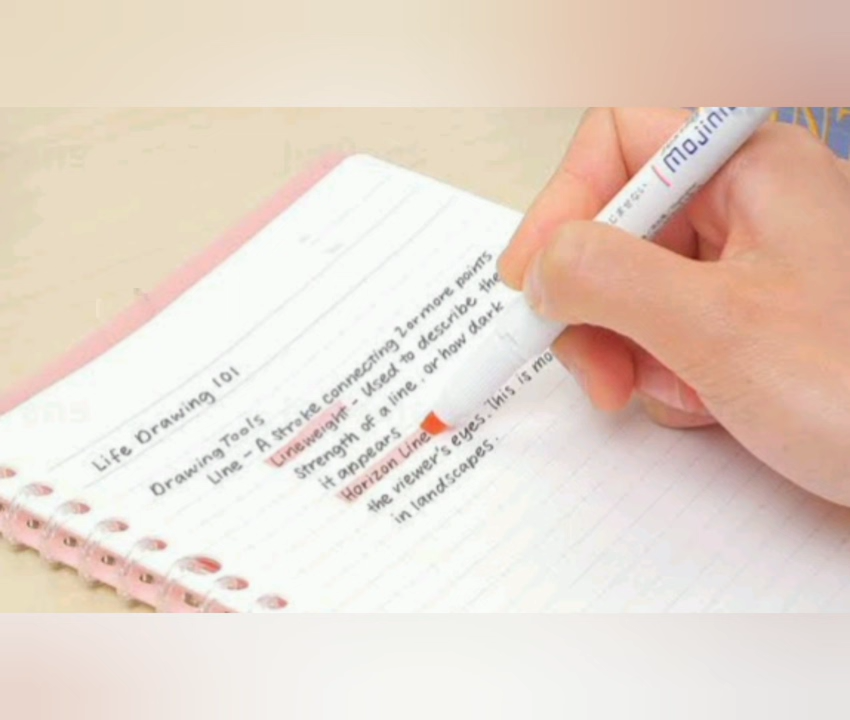 Life Drawing 101
Drawing Tools
Line - A Stroke connecting 2 or more points
Lineweight - Used to describe the
strength of a line, or how dark
it appears
Horizon Line
the viewer's eyes. This is mo
in landscapes.
mojini